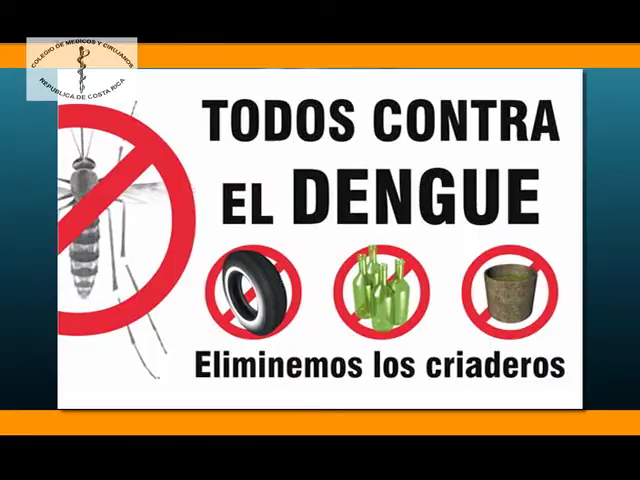 COLEGIO DE MEDICOS Y CIRUJANOS
REPUBLICA DE COSTA RICA
TODOS CONTRA
EL DENGUE
Eliminemos los criaderos